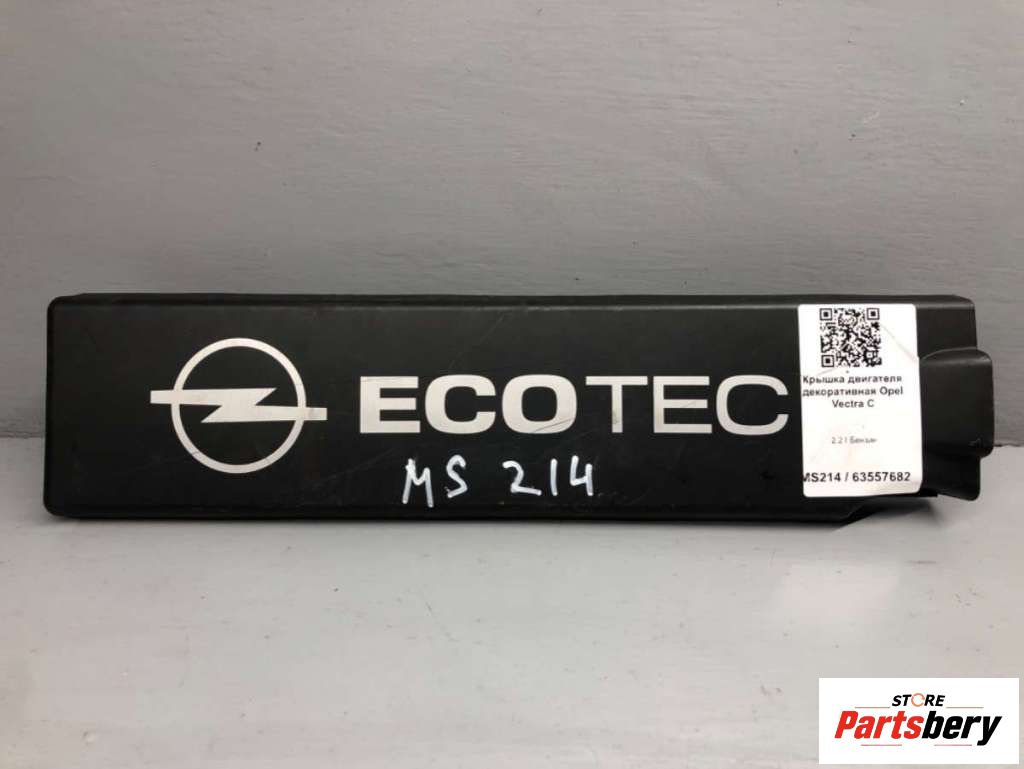 ECOTEC
MS 214
Крышка двигателя
декоративная Opel
Vectra C
2.2 l Бензин
MS214 / 63557682
STORE
Partsbery